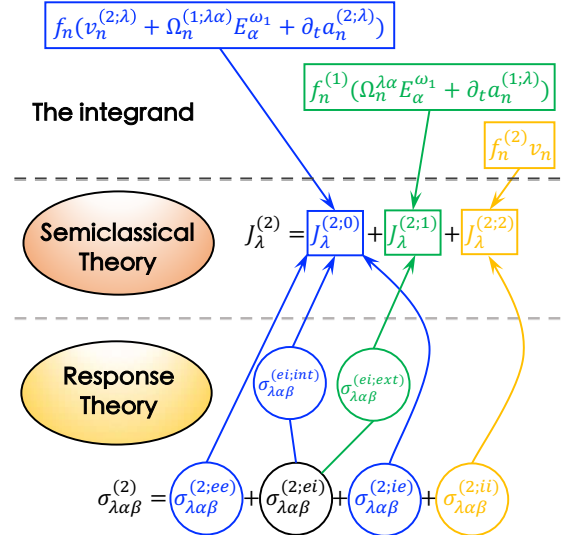 f_n(v_n^{(2;λ)} + Ω_n^{(1;λα)} E_α^{ω_1} + ∂_t a_n^{(2;λ)})
f_n^{(1)}(Ω_n^{λα} E_α^{ω_1} + ∂_t a_n^{(1;λ)})
The integrand
f_n^{(2)} v_n
Semiclassical
Theory
J_λ^{(2)} = J_λ^{(2;0)} + J_λ^{(2;1)} + J_λ^{(2;2)}
Response
Theory
σ_{λαβ}^{(ei;int)}
σ_{λαβ}^{(ei;ext)}
σ_{λαβ}^{(2)} = σ_{λαβ}^{(2;ee)} + σ_{λαβ}^{(2;ei)} + σ_{λαβ}^{(2;ie)} + σ_{λαβ}^{(2;ii)}